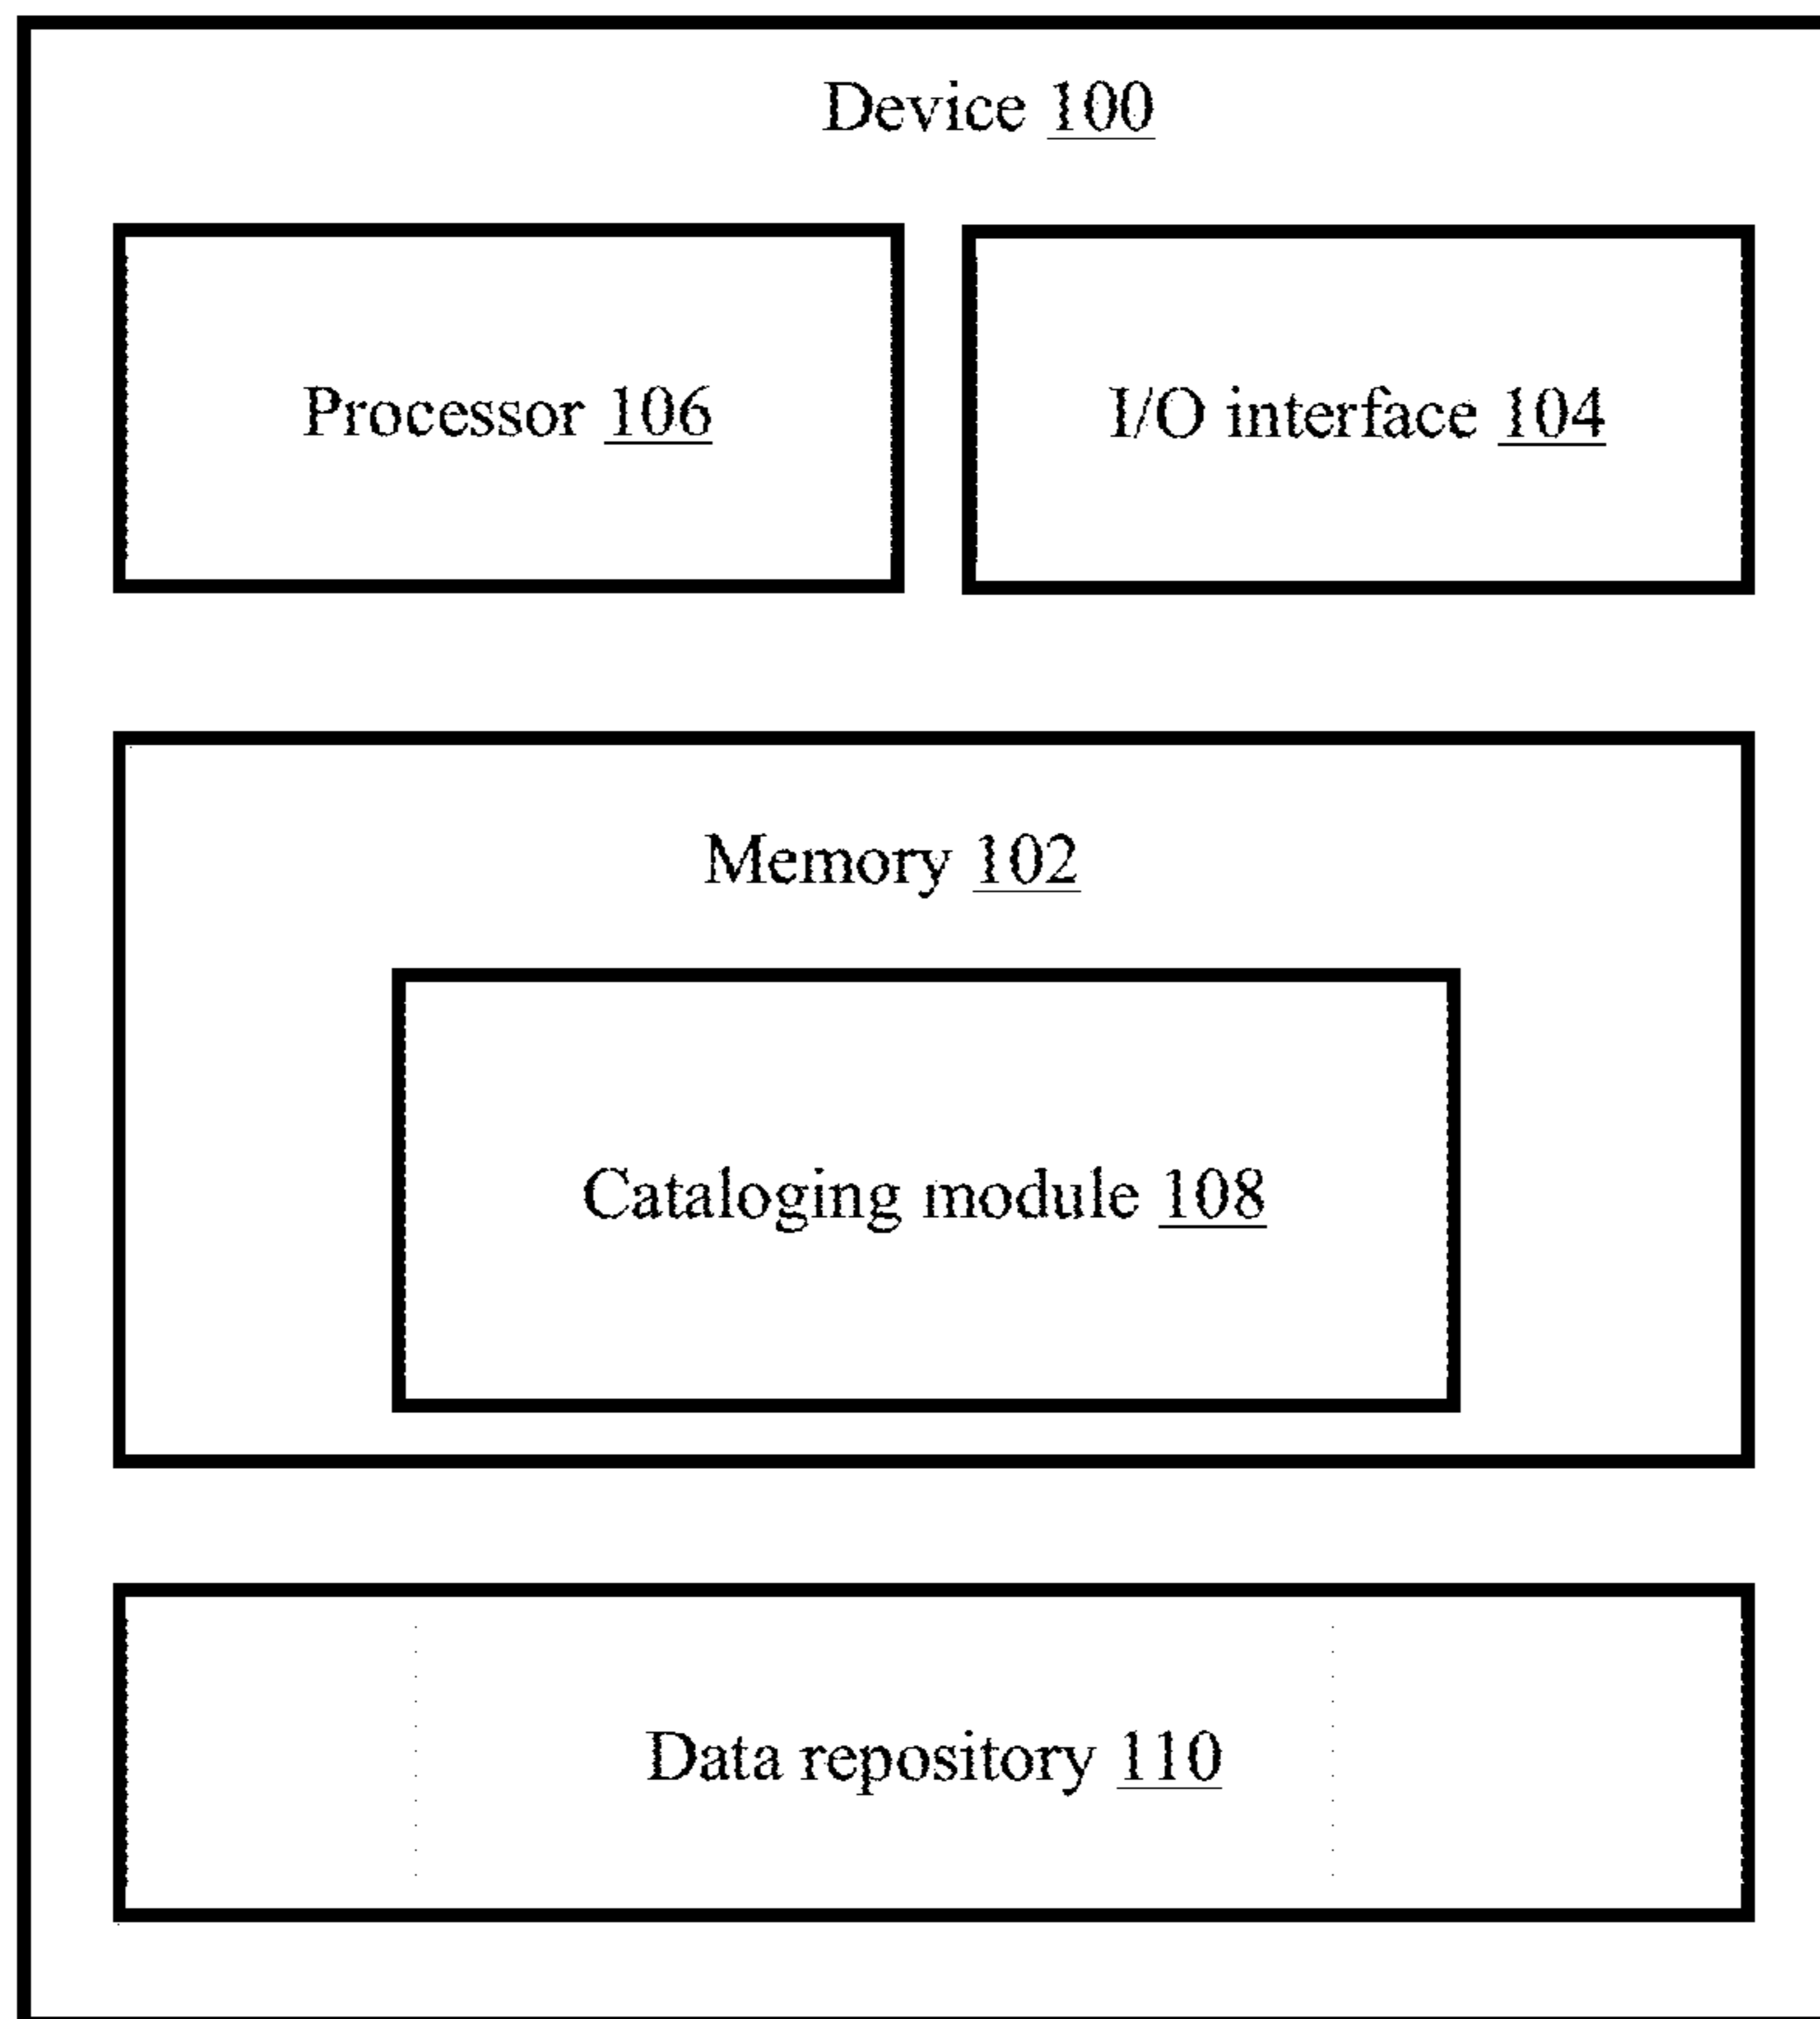 Device 100
Processor 106
I/O interface 104
Memory 102
Cataloging module 108
Data repository 110